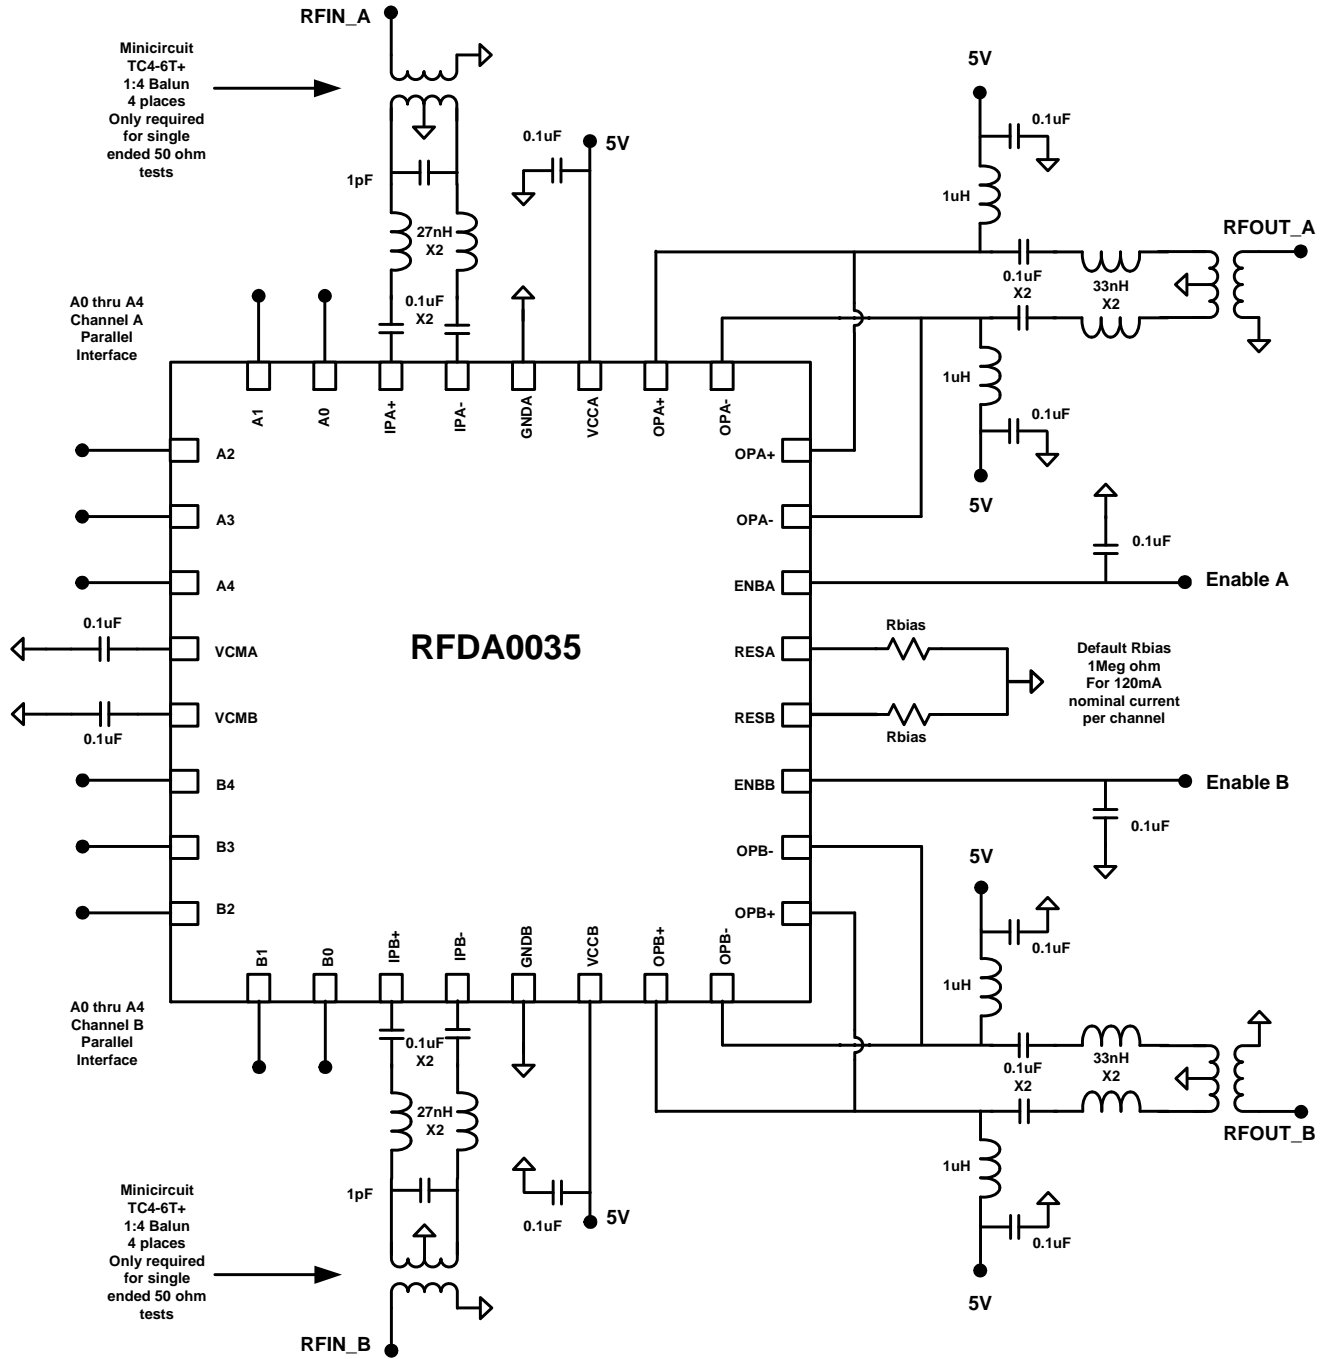 RFIN_A
Minicircuit
TC4-6T+
1:4 Balun
4 places
Only required
for single
ended 50 ohm
tests
1pF
27nH
X2
0.1uF
X2
0.1uF
5V
5V
0.1uF
1uH
RFOUT_A
0.1uF
X2
33nH
X2
1uH
0.1uF
5V
A0 thru A4
Channel A
Parallel
Interface
A1
A0
IPA+
IPA-
GNDA
VCCA
OPA+
OPA-
A2
A3
A4
VCMA
VCMB
B4
B3
B2
0.1uF
0.1uF
RFDA0035
OPA+
OPA-
ENBA
RESA
RESB
ENBB
OPB-
OPB+
0.1uF
Enable A
Rbias
Rbias
Default Rbias
1Meg ohm
For 120mA
nominal current
per channel
Enable B
0.1uF
B1
B0
IPB+
IPB-
GNDB
VCCB
OPB+
OPB-
A0 thru A4
Channel B
Parallel
Interface
0.1uF
X2
27nH
X2
1pF
0.1uF
5V
5V
0.1uF
1uH
0.1uF
X2
33nH
X2
RFOUT_B
1uH
0.1uF
5V
Minicircuit
TC4-6T+
1:4 Balun
4 places
Only required
for single
ended 50 ohm
tests
RFIN_B